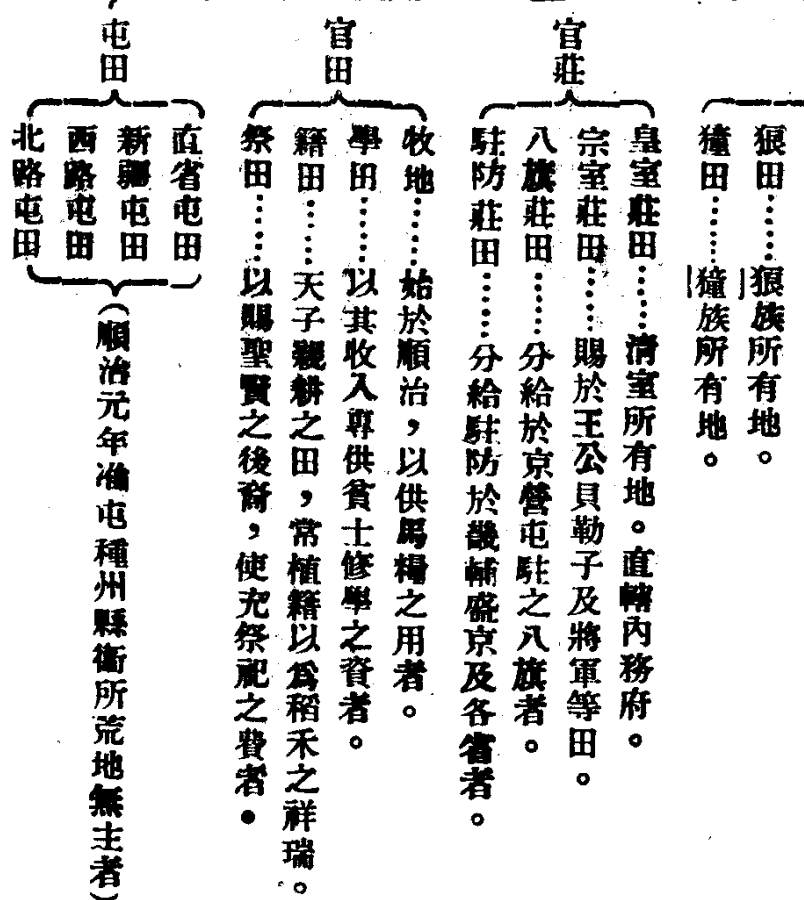 狼田……狼族所有地。
獞田……獞族所有地。
官莊
皇室莊田……清室所有地。直轄內務府。
宗室莊田……賜於王公貝勒子及將軍等田。
八旗莊田……分給於京營屯駐之八旗者。
駐防莊田……分給駐防於畿輔盛京及各省者。
官田
牧地……始於順治，以供馬糧之用者。
學田……以其收入專供貧士修學之資者。
籍田……天子親耕之田，常植籍以為稻禾之祥瑞。
祭田……以賜聖賢之後裔，使充祭祀之費者。
屯田
直省屯田
新疆屯田
西路屯田
北路屯田
（順治元年准屯種州縣衞所荒地無主者）